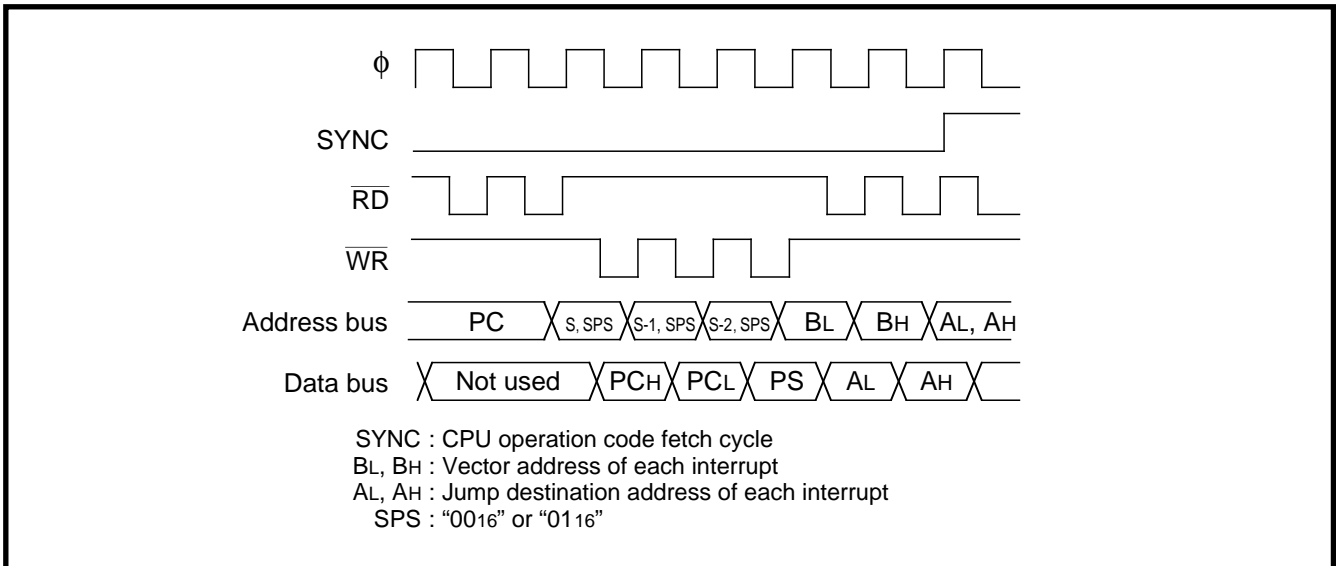 ϕ
SYNC
RD
WR
Address bus PC S, SPS S-1, SPS S-2, SPS BL BH AL, AH
Data bus Not used PCH PCL PS AL AH
SYNC : CPU operation code fetch cycle
BL, BH : Vector address of each interrupt
AL, AH : Jump destination address of each interrupt
SPS : “0016” or “0116”